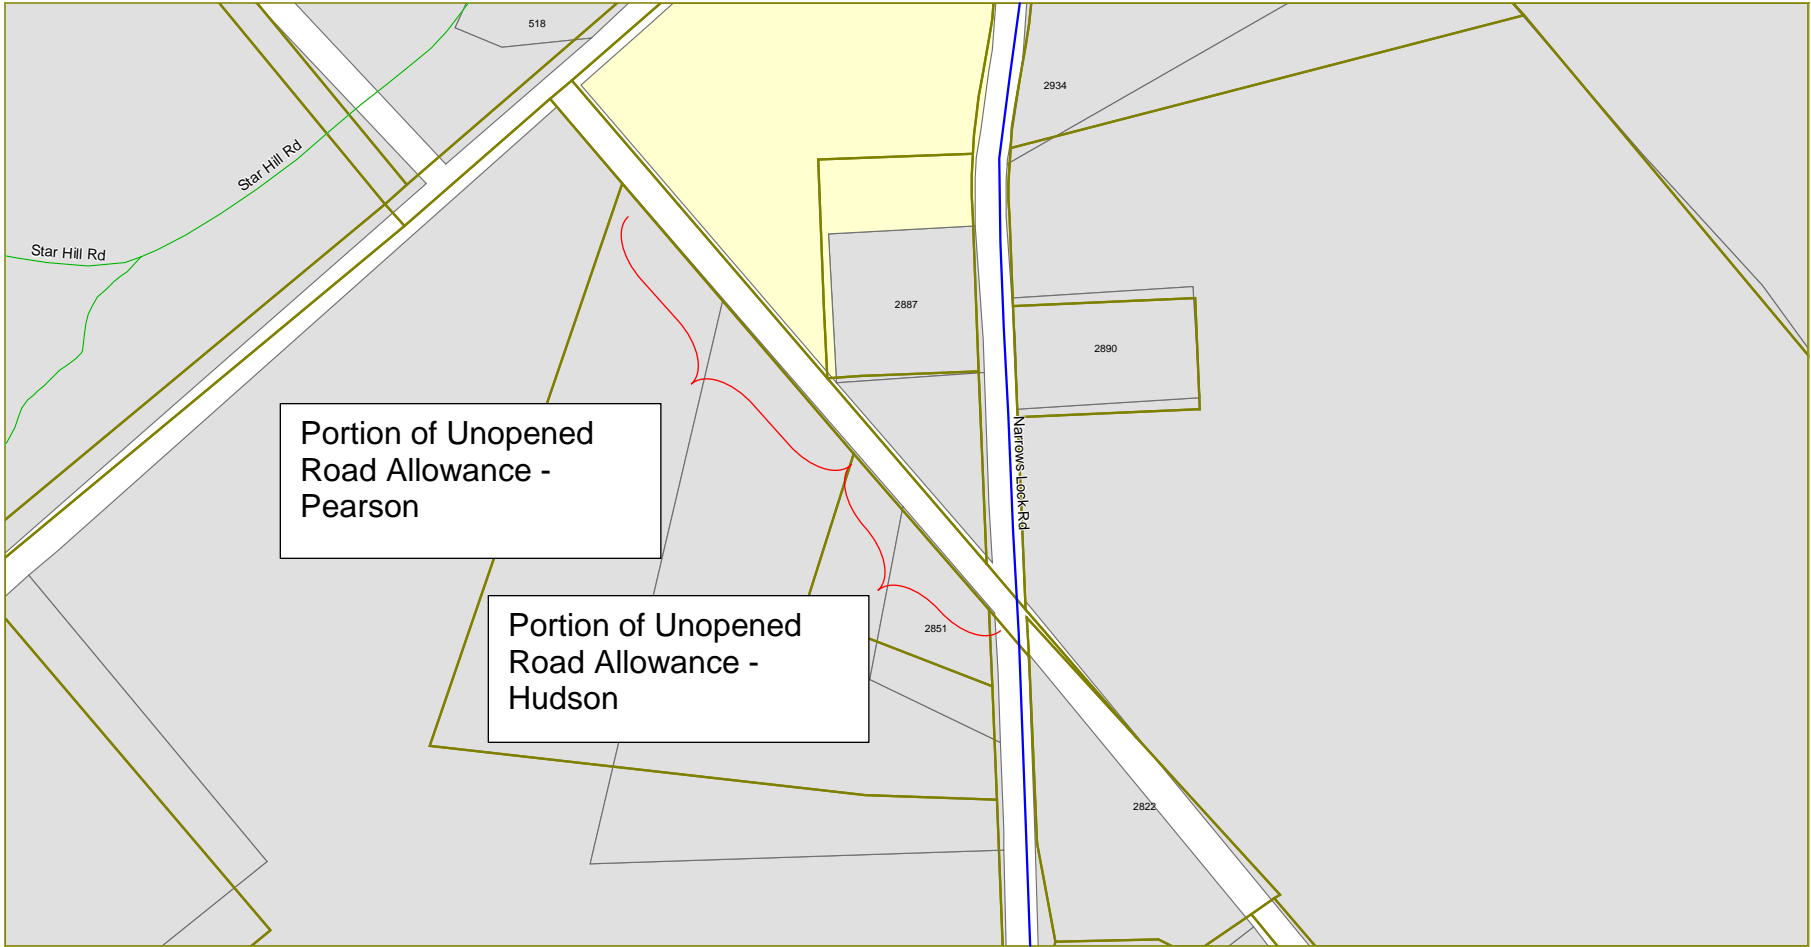 518
2934
Star Hill Rd
Star Hill Rd
2887
2890
Portion of Unopened
Road Allowance -
Pearson
Narrows Lock Rd
Portion of Unopened
Road Allowance -
Hudson
2851
2822